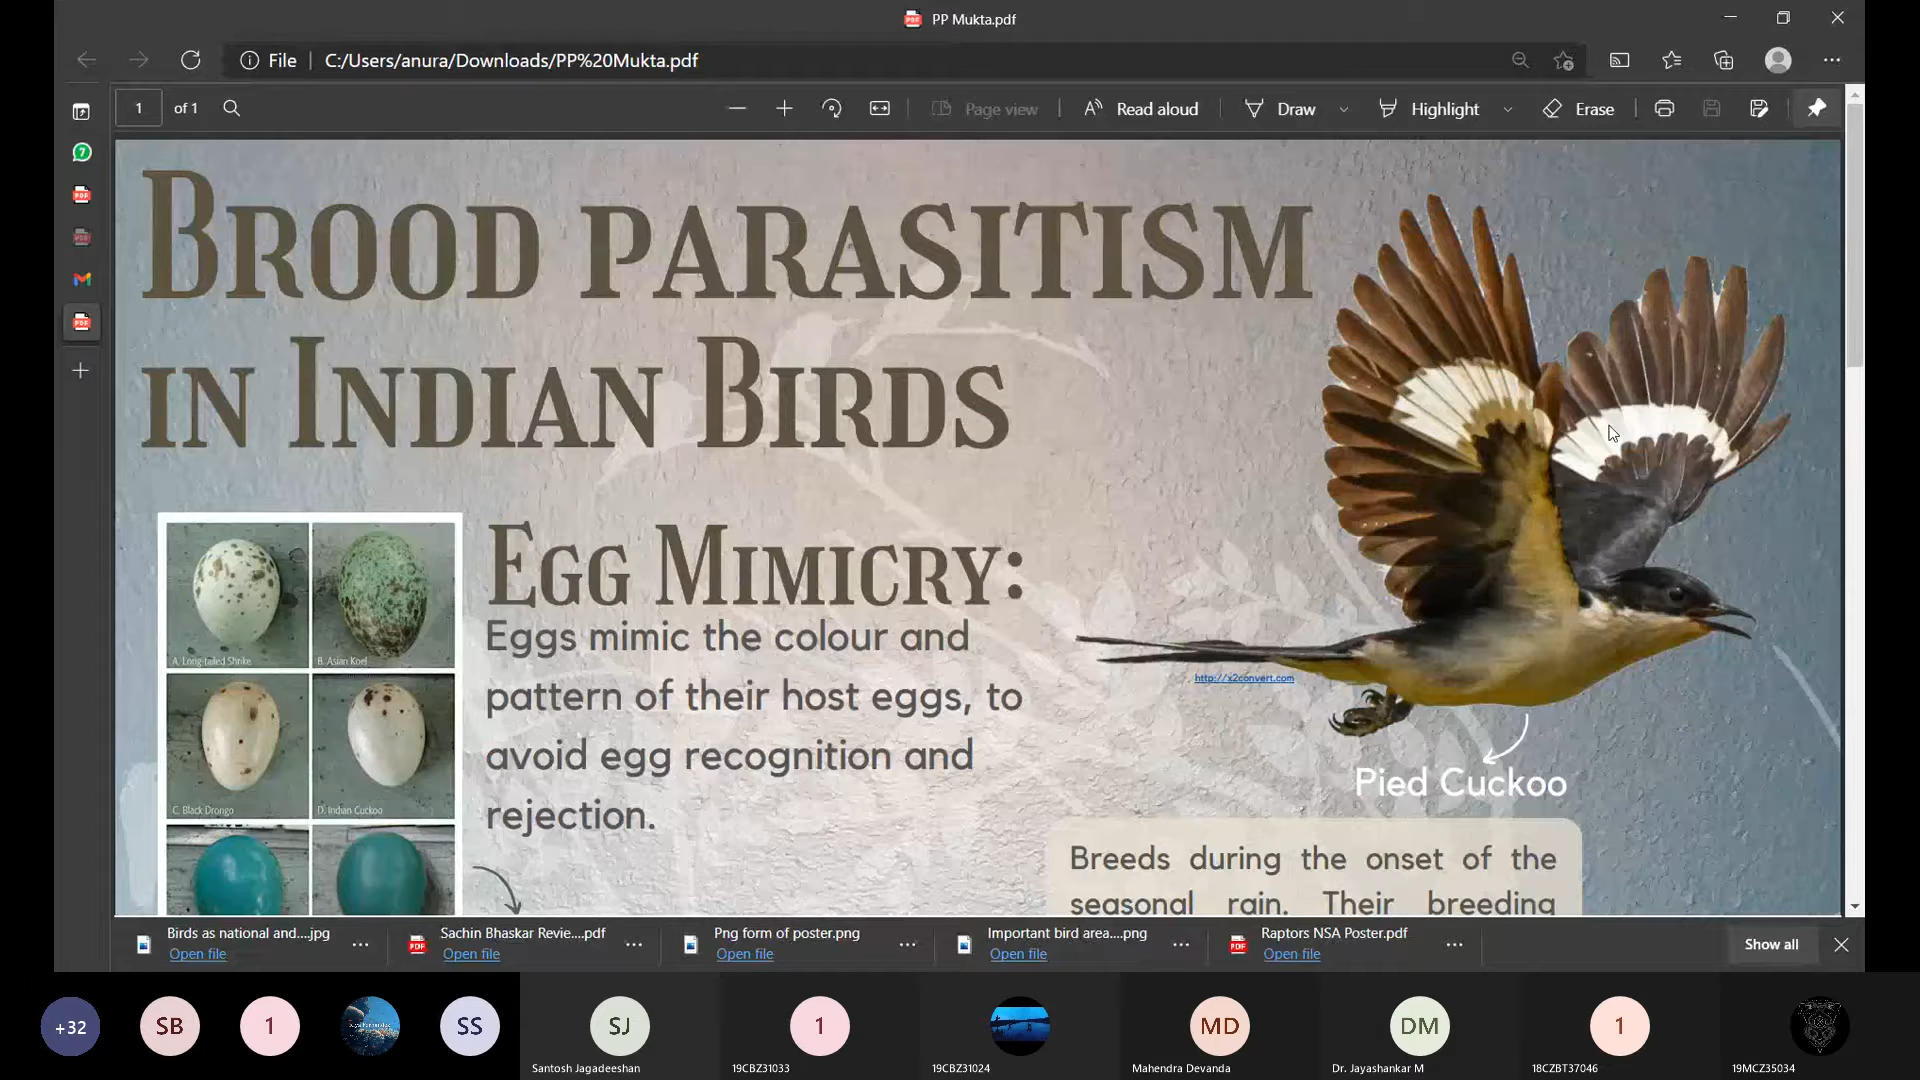 PP Mukta.pdf
File
C:/Users/anura/Downloads/PP%20Mukta.pdf
7
1 of 1
Page view
Read aloud
Draw
Highlight
Erase
BROOD PARASITISM
IN INDIAN BIRDS
EGG MIMICRY:
Eggs mimic the colour and
pattern of their host eggs, to
avoid egg recognition and
rejection.
A. Long-tailed Shrike
B. Asian Koel
C. Black Drongo
D. Indian Cuckoo
http://x2convert.com
Pied Cuckoo
Breeds during the onset of the
seasonal rain. Their breeding
Birds as national and....jpg
Open file
Sachin Bhaskar Revie....pdf
Open file
Png form of poster.png
Open file
Important bird area....png
Open file
Raptors NSA Poster.pdf
Open file
Show all
+32
SB
1
SS
SJ
Santosh Jagadeeshan
1
19CBZ31033
19CBZ31024
MD
Mahendra Devanda
DM
Dr. Jayashankar M
1
18CZBT37046
19MCZ35034